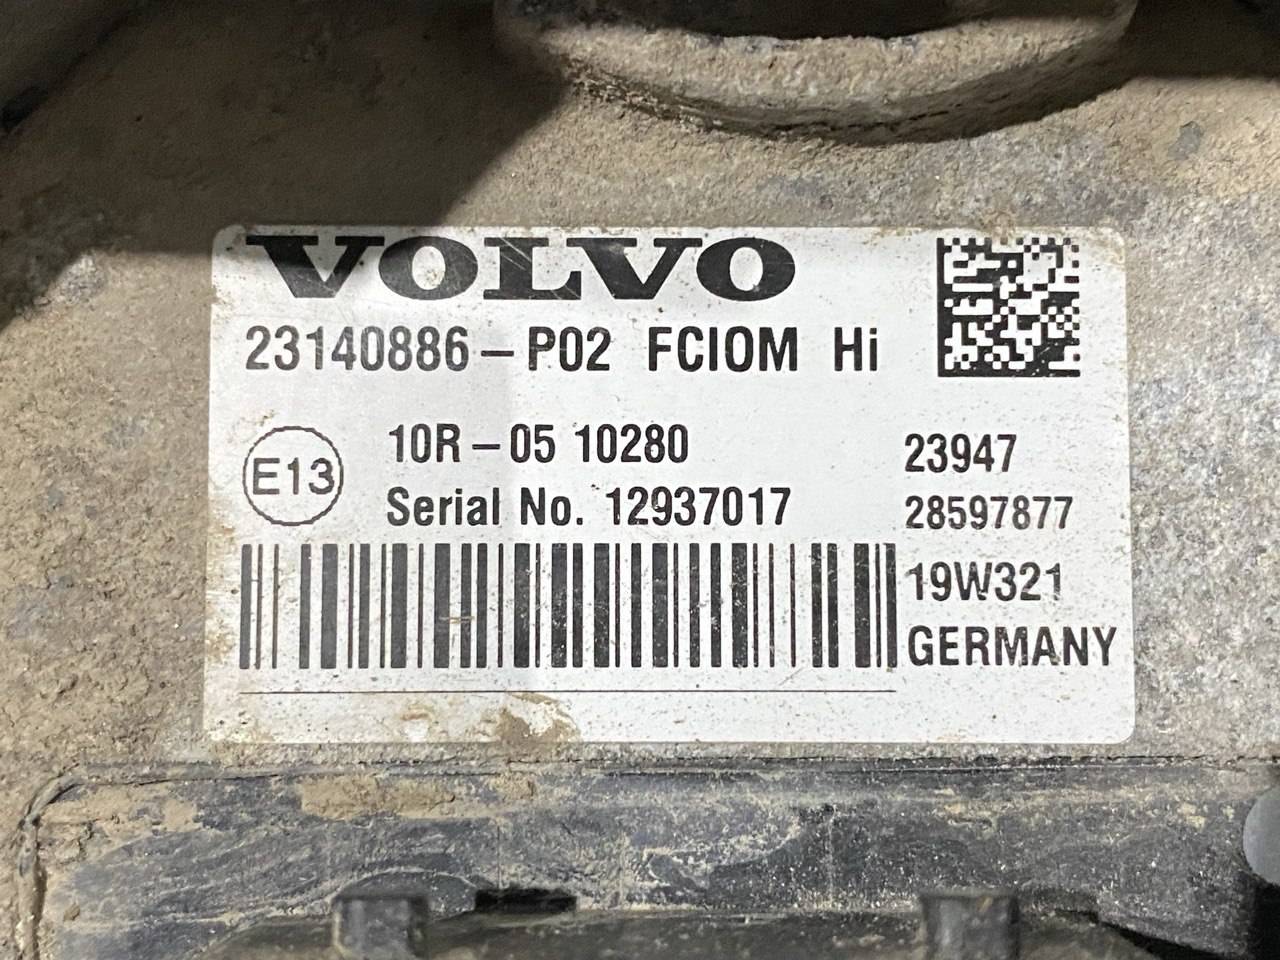 VOLVO
23140886-P02 FCIOM Hi
E13
10R-05 10280
Serial No. 12937017
23947
28597877
19W321
GERMANY